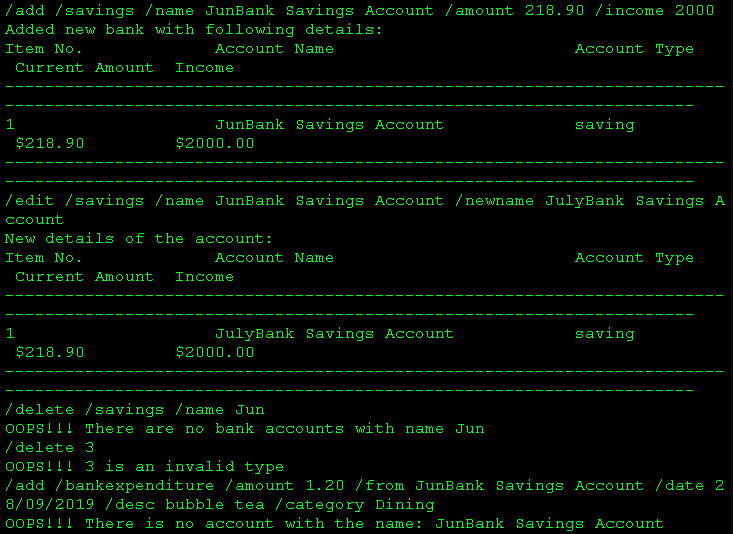 /add /savings /name JunBank Savings Account /amount 218.90 /income 2000
Added new bank with following details:
Item No.             Account Name                        Account Type
 Current Amount  Income
------------------------------------------------------------------------
---------------------------------------------------------------------
1                    JunBank Savings Account             saving
 $218.90         $2000.00
------------------------------------------------------------------------
---------------------------------------------------------------------
/edit /savings /name JunBank Savings Account /newname JulyBank Savings A
ccount
New details of the account:
Item No.             Account Name                        Account Type
 Current Amount  Income
------------------------------------------------------------------------
---------------------------------------------------------------------
1                    JulyBank Savings Account            saving
 $218.90         $2000.00
------------------------------------------------------------------------
---------------------------------------------------------------------
/delete /savings /name Jun
OOPS!!! There are no bank accounts with name Jun
/delete 3
OOPS!!! 3 is an invalid type
/add /bankexpenditure /amount 1.20 /from JunBank Savings Account /date 2
8/09/2019 /desc bubble tea /category Dining
OOPS!!! There is no account with the name: JunBank Savings Account